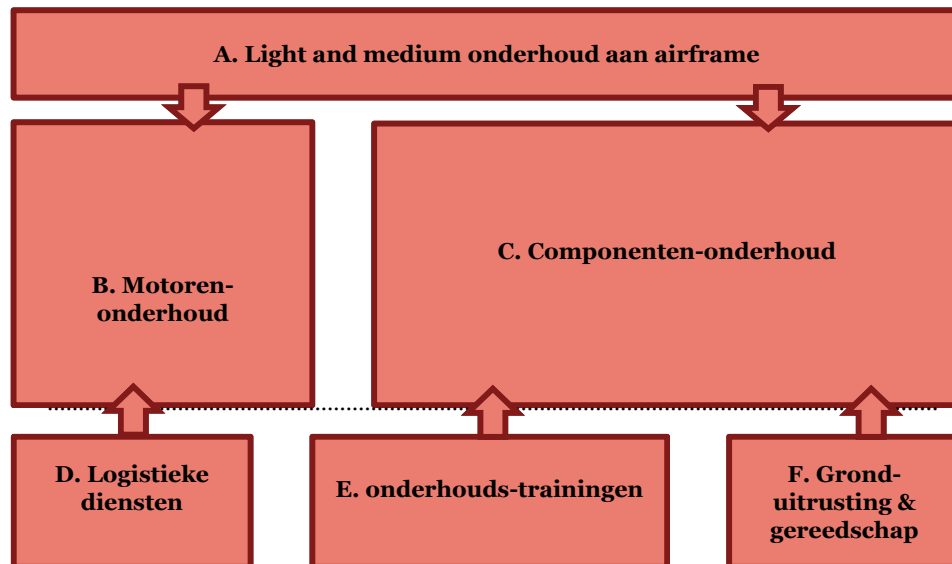 A. Light and medium onderhoud aan airframe
B. Motoren-
onderhoud
C. Componenten-onderhoud
D. Logistieke
diensten
E. onderhouds-trainingen
F. Grond-
uitrusting &
gereedschap